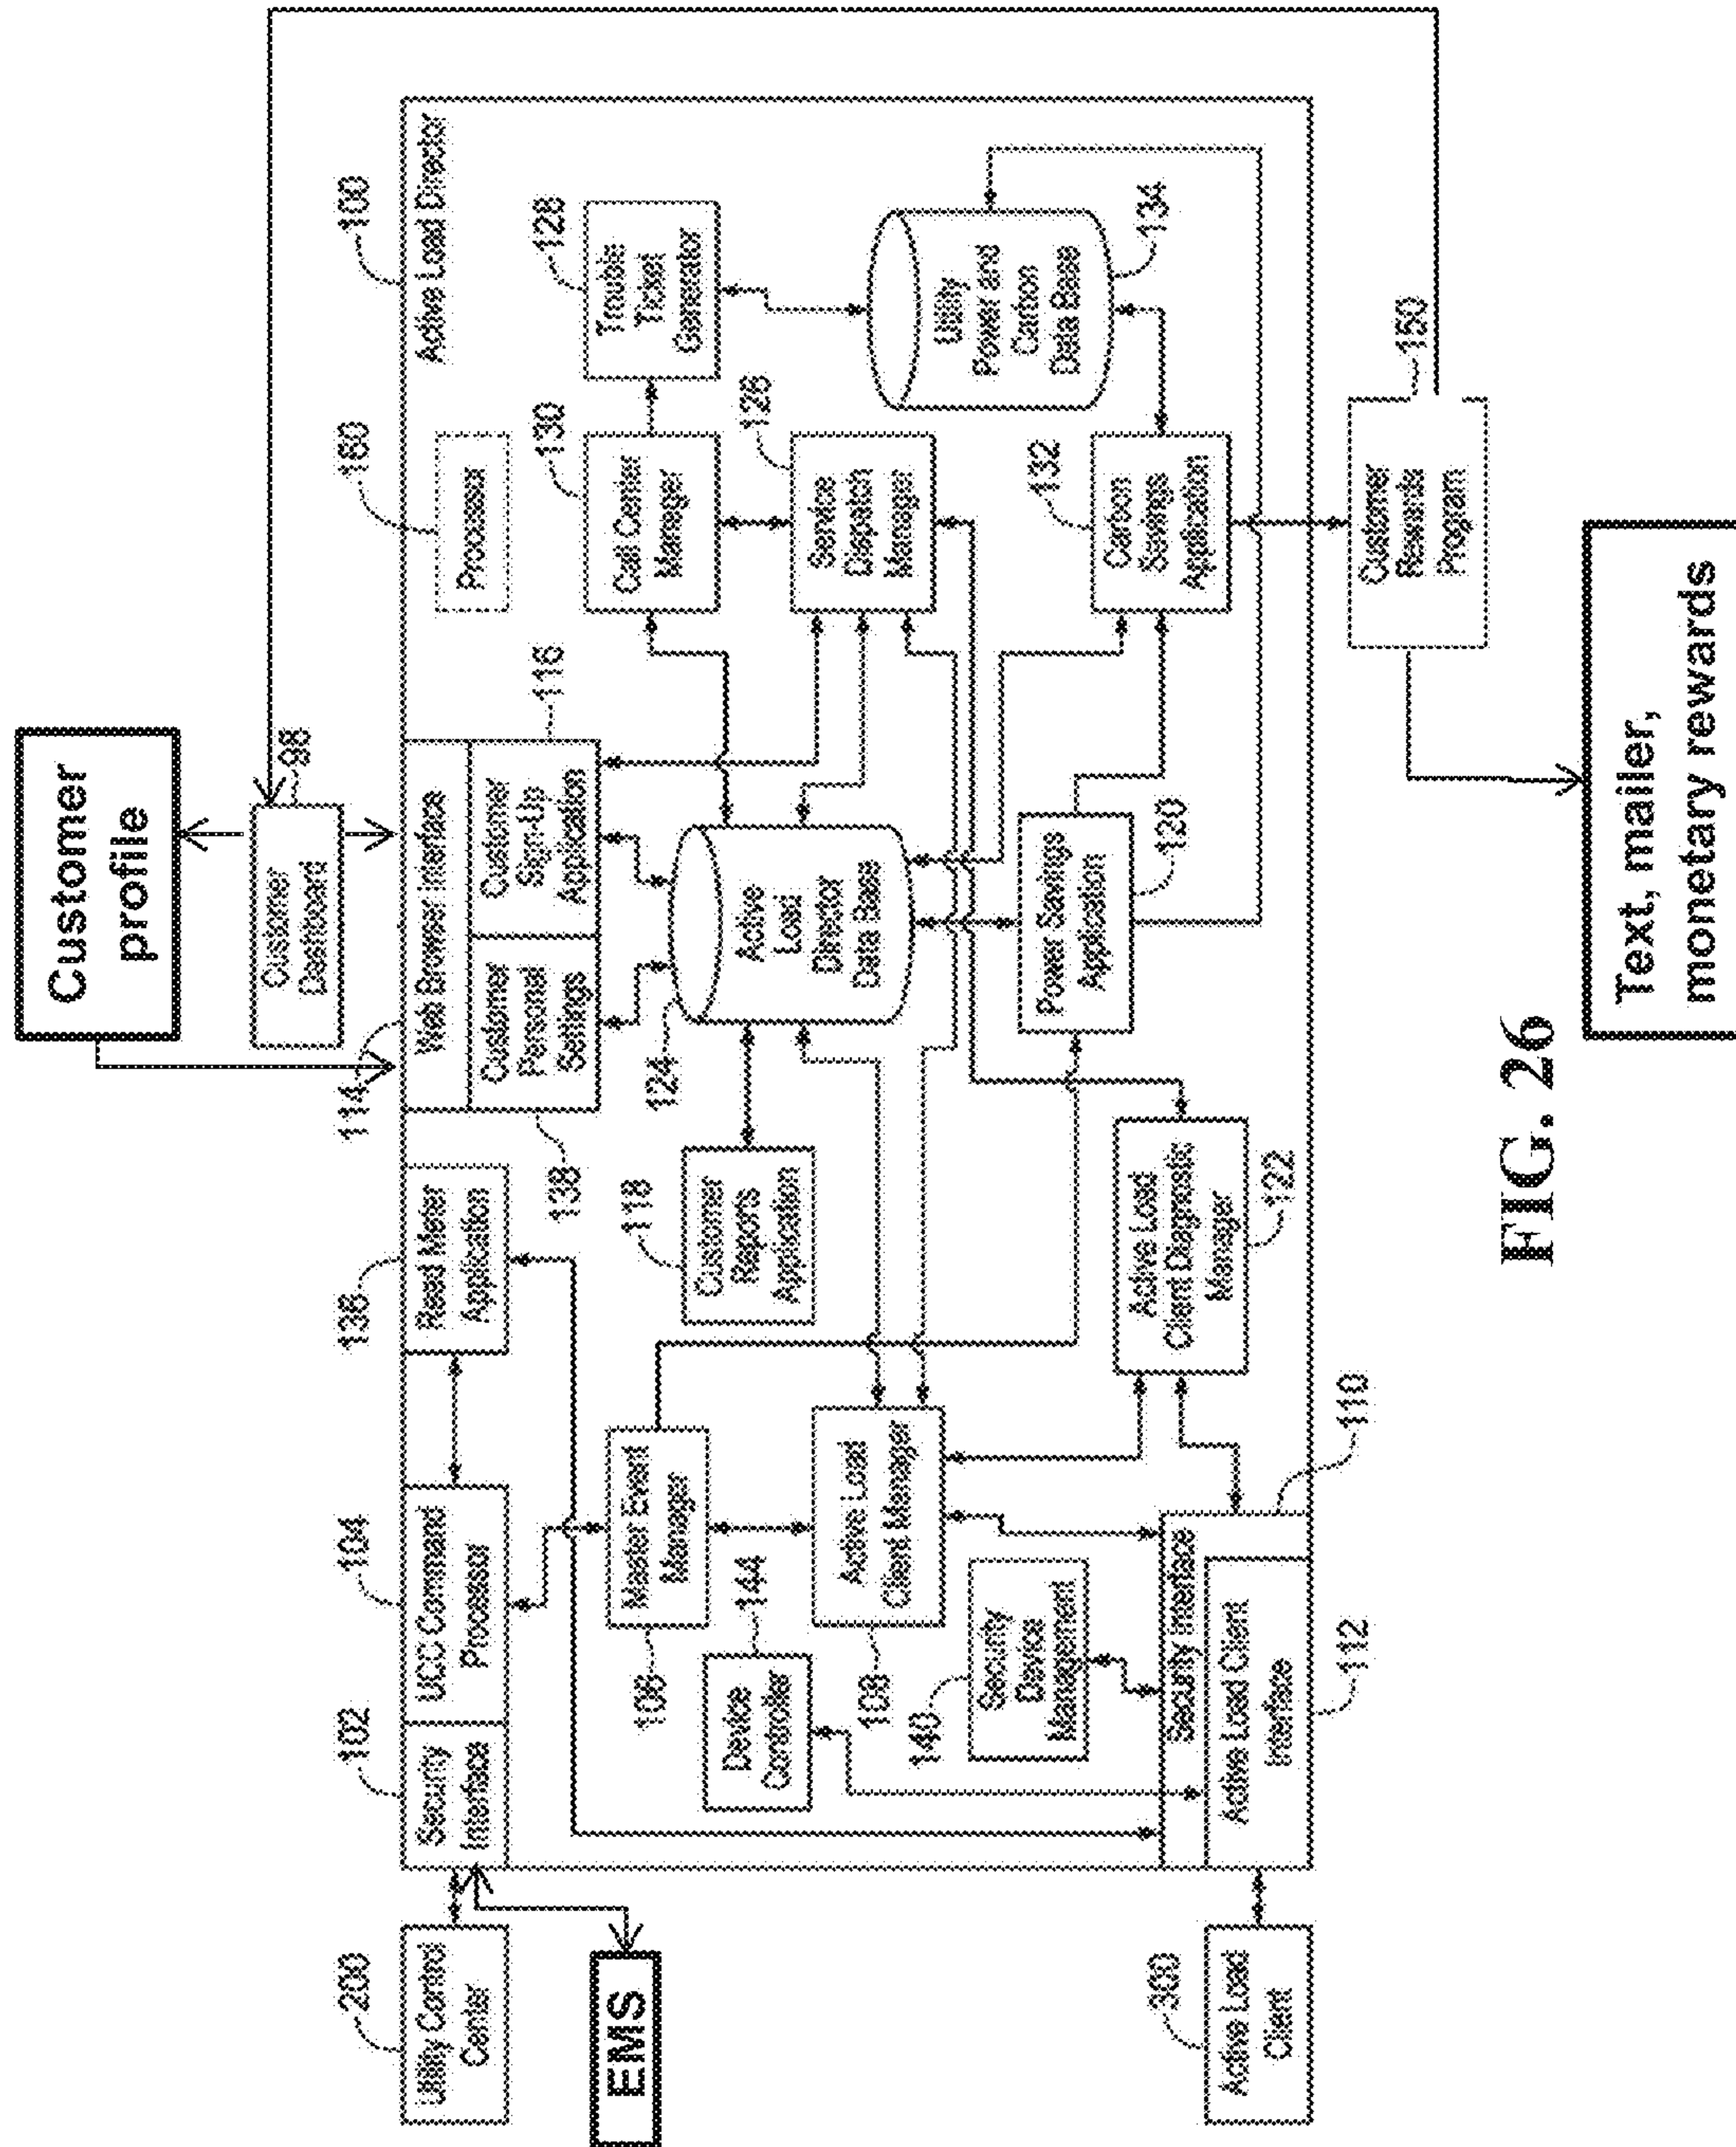 Customer
profile
Customer
Dashboard
98
100
Active Load Director
200
Utility Control
Center
EMS
102
Security
Interface
104
UCC Command
Processor
136
Read Meter
Application
114
Web Brower Interface
Customer
Personal
Settings
138
Customer
Sign-Up
Application
116
160
Processor
130
Call Center
Manager
128
Trouble
Ticket
Generator
Master Event
Manager
106
144
Device
Controller
118
Customer
Reports
Application
124
Active
Load
Director
Data Base
126
Service
Dispatch
Manager
Utility
Power and
Carbon
Data Base
134
Active Load
Client Manager
108
140
Security
Device
Management
Power Savings
Application
120
132
Carbon
Savings
Application
Active Load
Client Diagnostic
Manager
122
Security Interface
110
Active Load Client
Interface
112
300
Active Load
Client
150
Customer
Rewards
Program
Text, mailer,
monetary rewards
FIG. 26